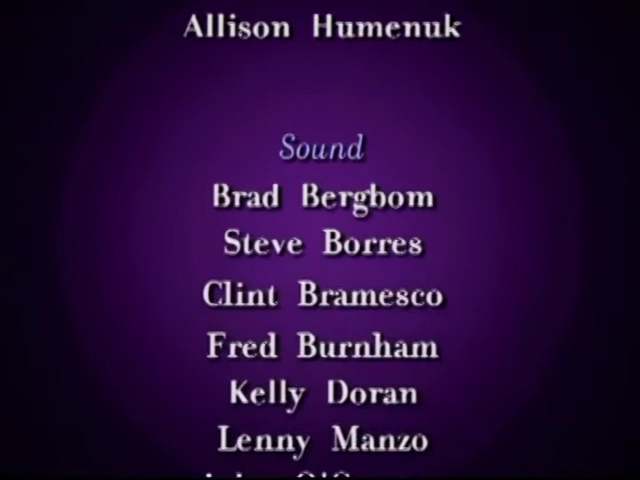 Allison Humenuk
Sound
Brad Bergbom
Steve Borres
Clint Bramesco
Fred Burnham
Kelly Doran
Lenny Manzo